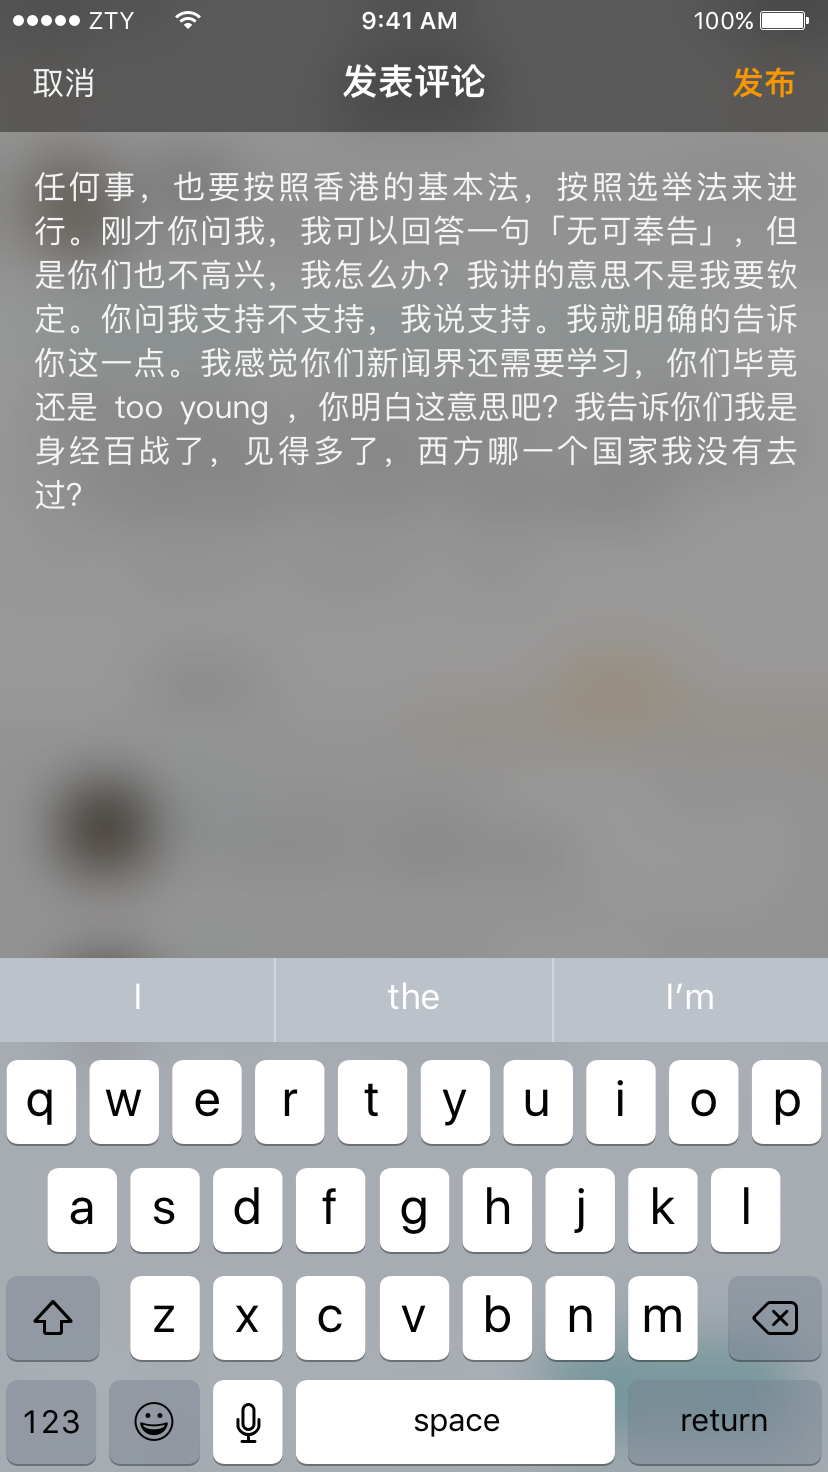 ZTY 9:41 AM 100%
取消 发表评论 发布
任何事，也要按照香港的基本法，按照选举法来进
行。刚才你问我，我可以回答一句「无可奉告」，但
是你们也不高兴，我怎么办？我讲的意思不是我要钦
定。你问我支持不支持，我说支持。我就明确的告诉
你这一点。我感觉你们新闻界还需要学习，你们毕竟
还是 too young ，你明白这意思吧？我告诉你们我是
身经百战了，见得多了，西方哪一个国家我没有去
过？
I the I’m
q w e r t y u i o p
a s d f g h j k l
z x c v b n m
123 space return